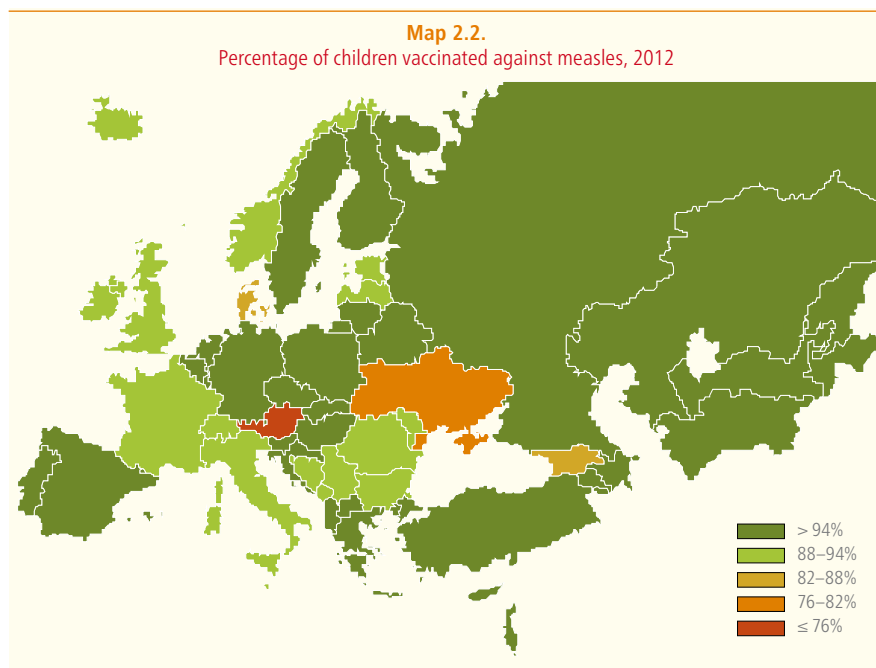 Map 2.2.
Percentage of children vaccinated against measles, 2012
> 94%
88–94%
82–88%
76–82%
≤ 76%